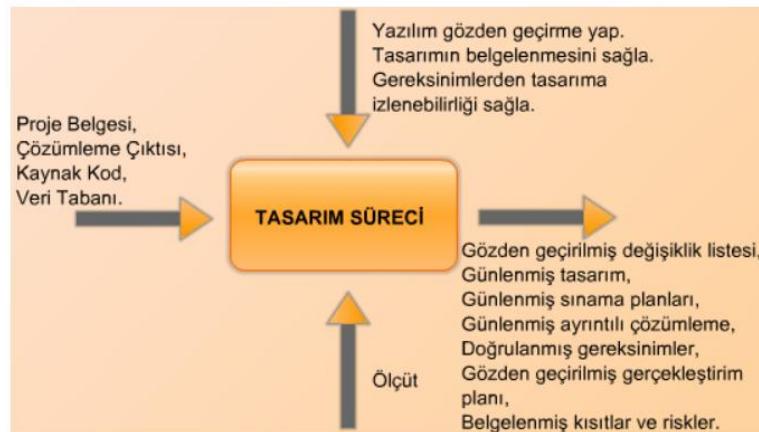 Yazılım gözden geçirme yap.
Tasarımın belgelenmesini sağla.
Gereksinimlerden tasarıma
izlenebilirliği sağla.
Proje Belgesi,
Çözümleme Çıktısı,
Kaynak Kod,
Veri Tabanı.
TASARIM SÜRECİ
Gözden geçirilmiş değişiklik listesi,
Günlenmiş tasarım,
Günlenmiş sınama planları,
Günlenmiş ayrıntılı çözümleme,
Doğrulanmış gereksinimler,
Gözden geçirilmiş gerçekleştirim
planı,
Belgelenmiş kısıtlar ve riskler.
Ölçüt